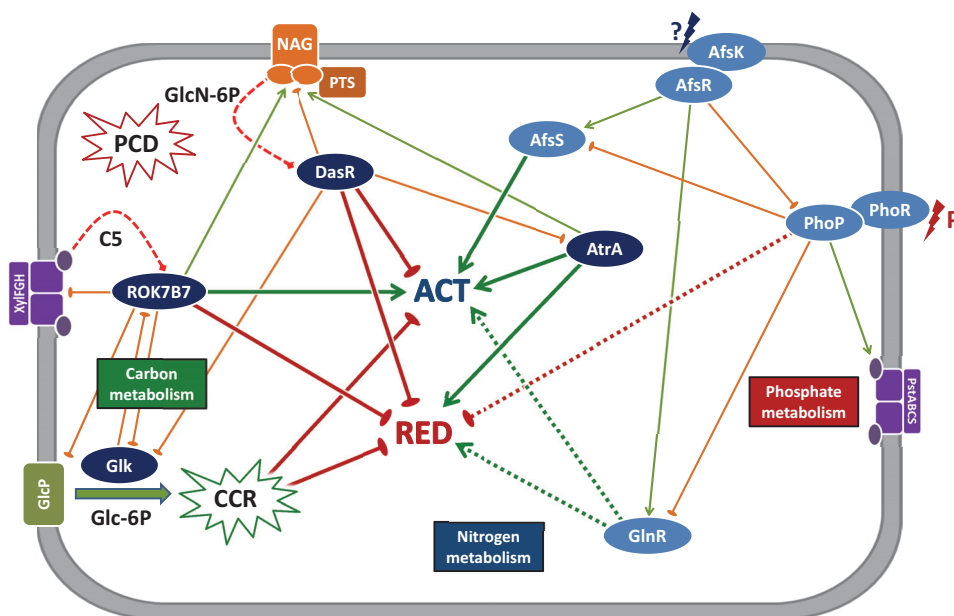 NAG
PTS
GlcN-6P
?
AfsK
AfsR
PCD
AfsS
DasR
PhoR
PhoP
P
C5
AtrA
XylFGH
ROK7B7
ACT
Carbon
metabolism
Phosphate
metabolism
PstABCS
RED
Glk
GlcP
CCR
Glc-6P
Nitrogen
metabolism
GlnR